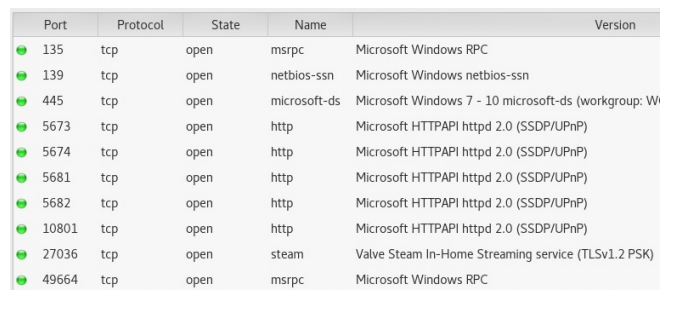 Port Protocol State Name Version
135 tcp open msrpc Microsoft Windows RPC
139 tcp open netbios-ssn Microsoft Windows netbios-ssn
445 tcp open microsoft-ds Microsoft Windows 7 - 10 microsoft-ds (workgroup:
5673 tcp open http Microsoft HTTPAPI httpd 2.0 (SSDP/UPnP)
5674 tcp open http Microsoft HTTPAPI httpd 2.0 (SSDP/UPnP)
5681 tcp open http Microsoft HTTPAPI httpd 2.0 (SSDP/UPnP)
5682 tcp open http Microsoft HTTPAPI httpd 2.0 (SSDP/UPnP)
10801 tcp open http Microsoft HTTPAPI httpd 2.0 (SSDP/UPnP)
27036 tcp open steam Valve Steam In-Home Streaming service (TLSv1.2 PSK)
49664 tcp open msrpc Microsoft Windows RPC